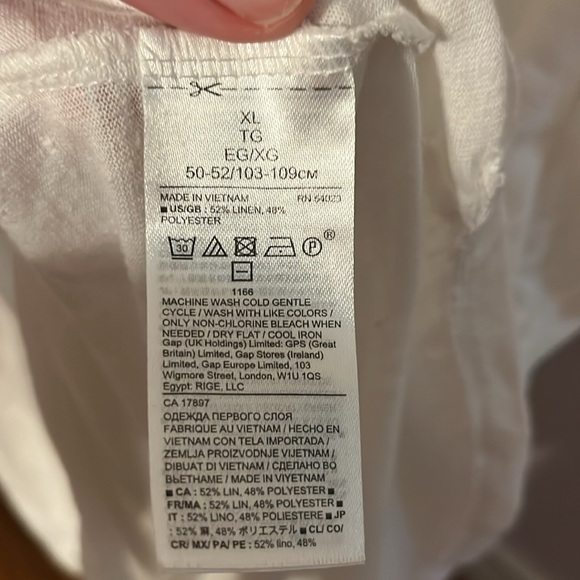 XL
TG
EG/XG
50-52/103-109см
MADE IN VIETNAM RN 54023
■ US/GB : 52% LINEN, 48%
POLYESTER
30 P ®
1166
MACHINE WASH COLD GENTLE
CYCLE / WASH WITH LIKE COLORS /
ONLY NON-CHLORINE BLEACH WHEN
NEEDED / DRY FLAT / COOL IRON
Gap (UK Holdings) Limited: GPS (Great
Britain) Limited, Gap Stores (Ireland)
Limited, Gap Europe Limited, 103
Wigmore Street, London, W1U 1QS
Egypt: RIGE, LLC
CA 17897
ОДЕЖДА ПЕРВОГО СЛОЯ
FABRIQUE AU VIETNAM / HECHO EN
VIETNAM CON TELA IMPORTADA /
ZEMLJA PROIZVODNJE VIJETNAM /
DIBUAT DI VIETNAM / СДЕЛАНО ВО
ВЬЕТНАМЕ / MADE IN VIYETNAM
■ CA : 52% LIN, 48% POLYESTER ■
FR/MA : 52% LIN, 48% POLYESTER ■
IT : 52% LINO, 48% POLIESTERE ■ JP
: 52% 麻, 48% ポリエステル ■ CL/ CO/
CR/ MX/ PA/ PE : 52% lino, 48%